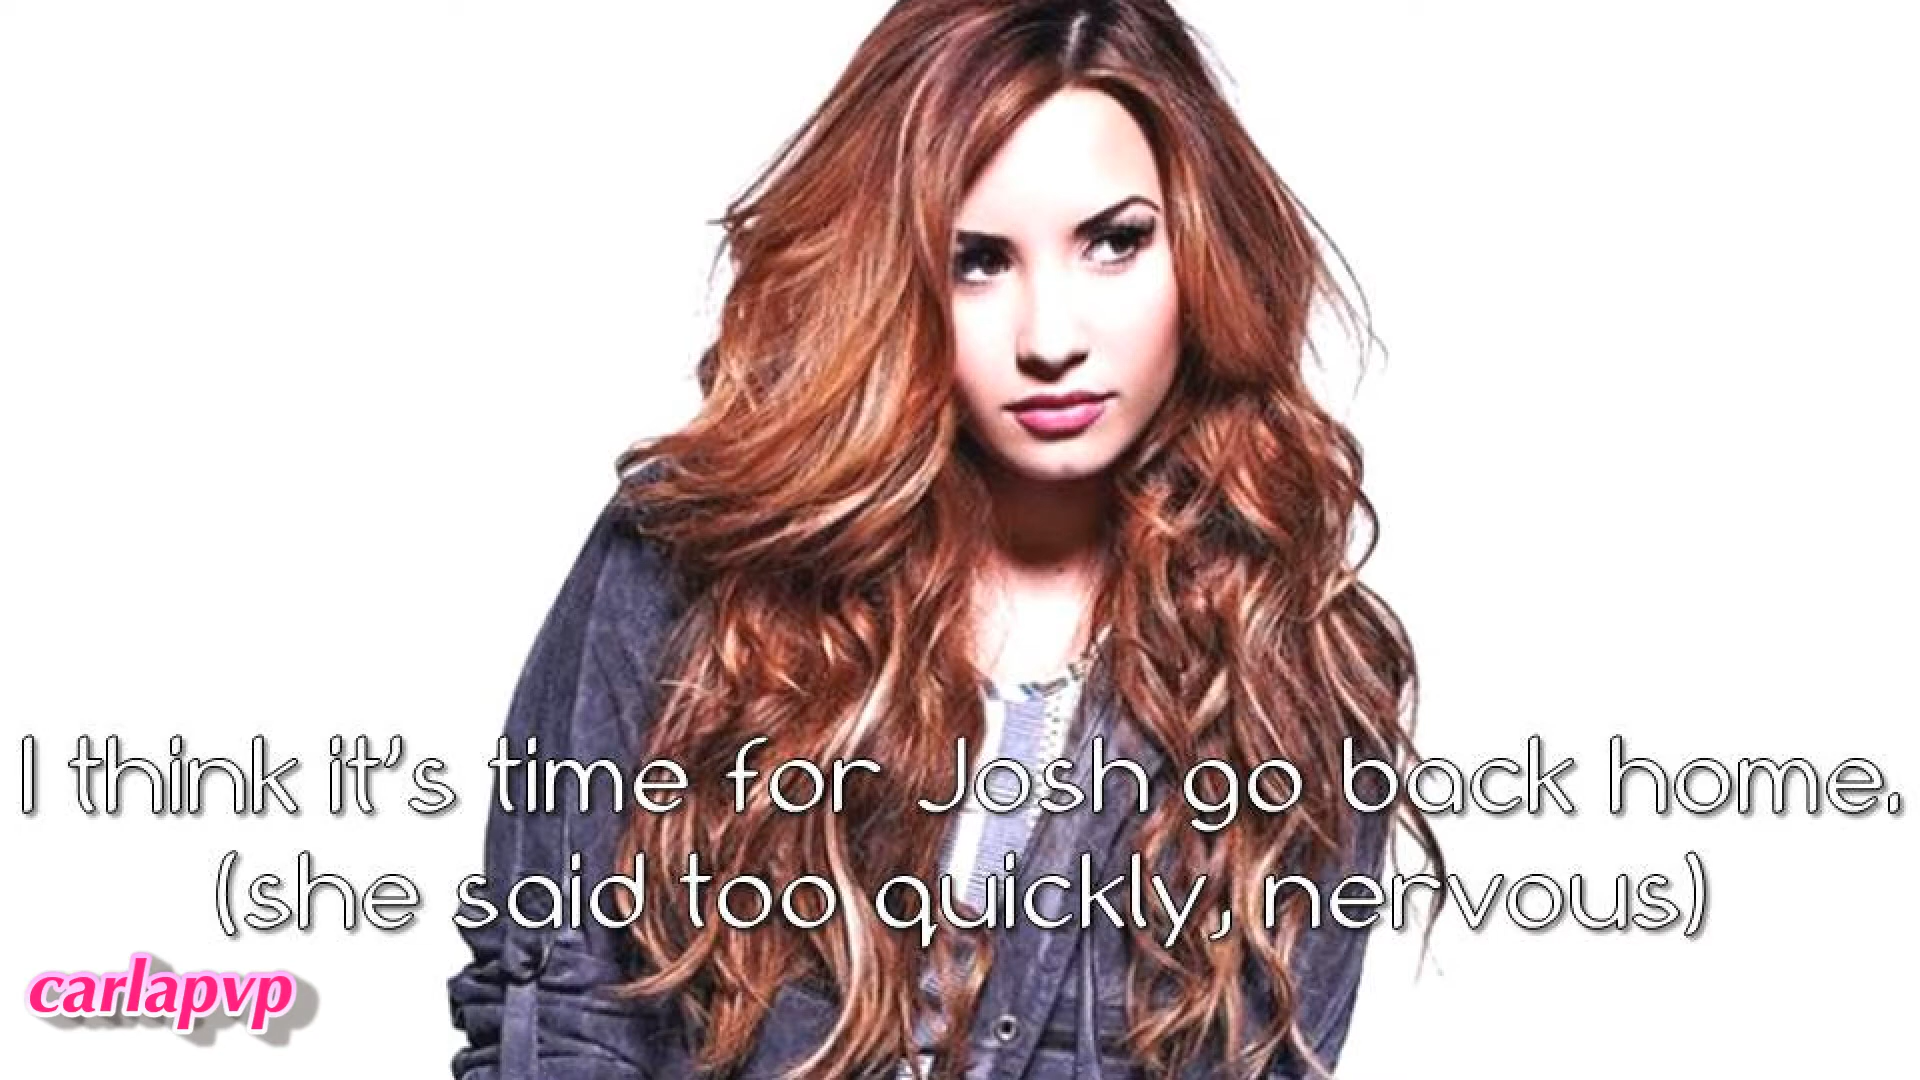 I think it's time for Josh go back home.
(she said too quickly, nervous)
carlapvp